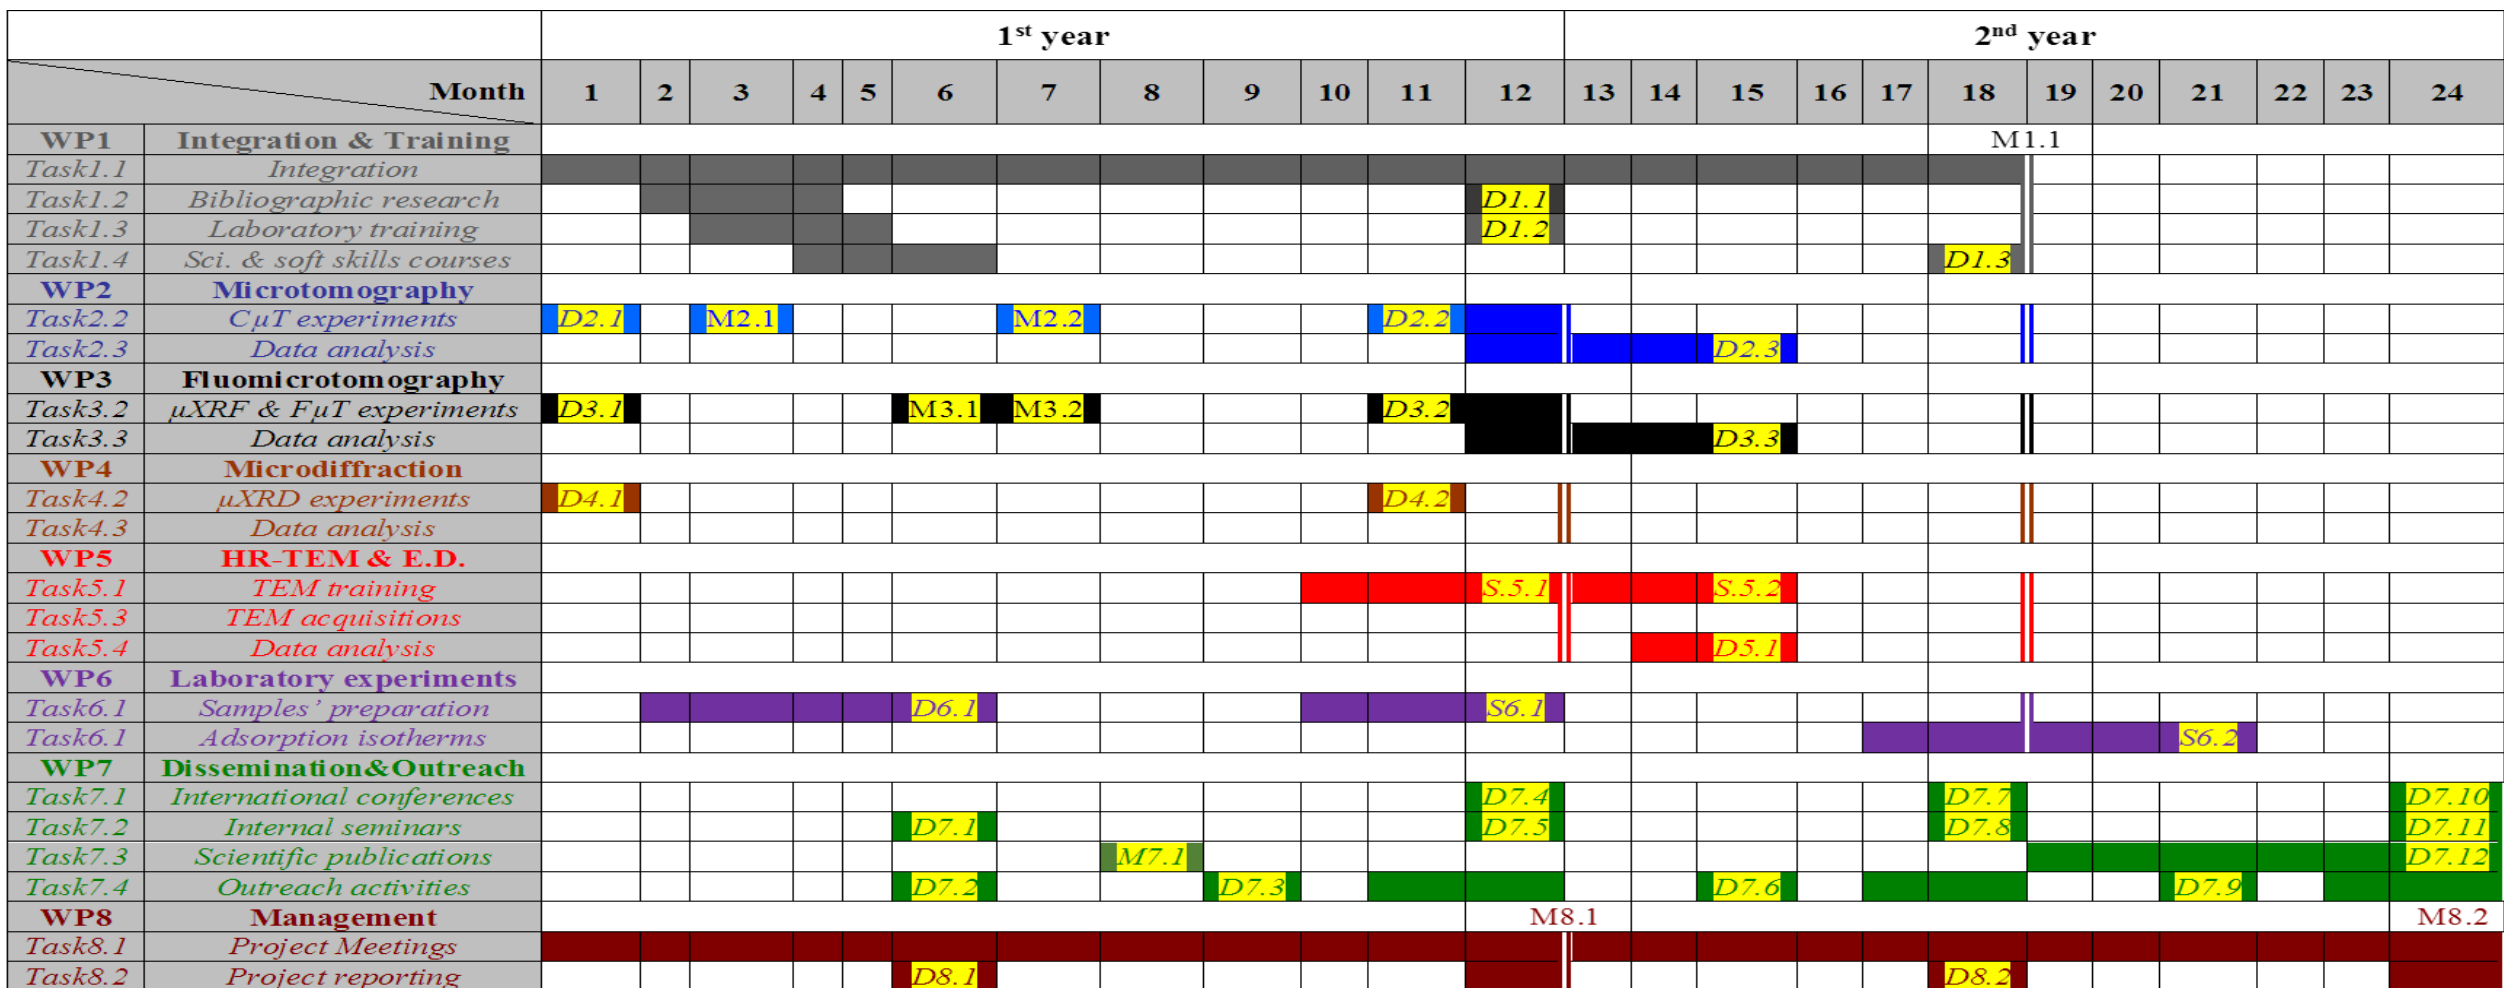 1st year 2nd year
Month 1 2 3 4 5 6 7 8 9 10 11 12 13 14 15 16 17 18 19 20 21 22 23 24
WP1 Integration & Training M1.1
Task1.1 Integration
Task1.2 Bibliographic research D1.1
Task1.3 Laboratory training D1.2
Task1.4 Sci. & soft skills courses D1.3
WP2 Microtomography
Task2.2 CμT experiments D2.1 M2.1 M2.2 D2.2
Task2.3 Data analysis D2.3
WP3 Fluomicrotomography
Task3.2 μXRF & FμT experiments D3.1 M3.1 M3.2 D3.2
Task3.3 Data analysis D3.3
WP4 Microdiffraction
Task4.2 μXRD experiments D4.1 D4.2
Task4.3 Data analysis
WP5 HR-TEM & E.D.
Task5.1 TEM training S.5.1 S.5.2
Task5.3 TEM acquisitions
Task5.4 Data analysis D5.1
WP6 Laboratory experiments
Task6.1 Samples' preparation D6.1 S6.1
Task6.1 Adsorption isotherms S6.2
WP7 Dissemination&Outreach
Task7.1 International conferences D7.4 D7.7 D7.10
Task7.2 Internal seminars D7.1 D7.5 D7.8 D7.11
Task7.3 Scientific publications M7.1 D7.12
Task7.4 Outreach activities D7.2 D7.3 D7.6 D7.9
WP8 Management M8.1 M8.2
Task8.1 Project Meetings
Task8.2 Project reporting D8.1 D8.2